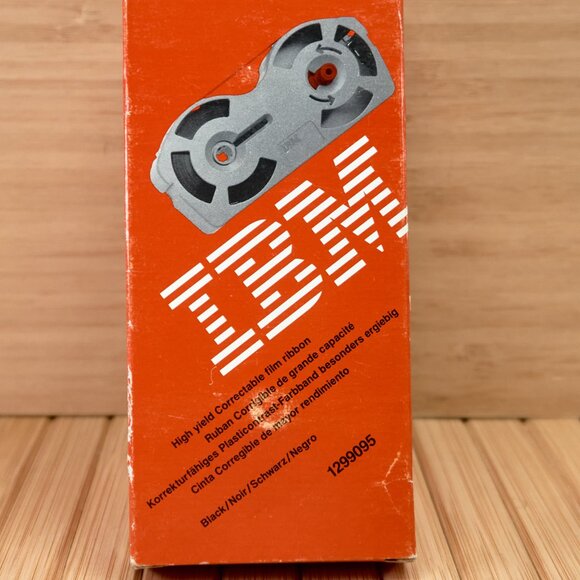 IBM
High yield Correctable film ribbon
Ruban Corrigible de grande capacité
Korrekturfähiges Plasticontrast-Farbband besonders ergiebig
Cinta Corregible de mayor rendimiento
Black/Noir/Schwarz/Negro
1299095